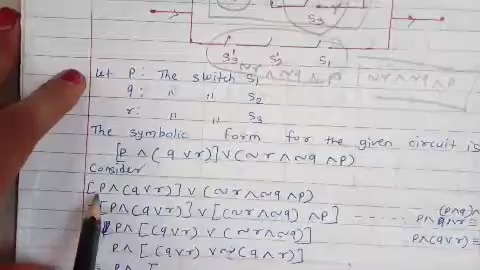 S₃
S₃' S₂' S₁
~r ∧ ~q ∧ p
~r ∧ ~q ∧ p
Let P : The switch S₁
q : " " S₂
r : " " S₃
The symbolic form for the given circuit is
[P ∧ (q ∨ r)] ∨ (~r ∧ ~q ∧ p)
Consider
[P ∧ (q ∨ r)] ∨ (~r ∧ ~q ∧ p)
[P ∧ (q ∨ r)] ∨ [(~r ∧ ~q) ∧ p] - - - - - P ∧ q ∧ r ≡ (p ∧ q) ∧
P ∧ [(q ∨ r) ∨ (~r ∧ ~q)] P ∧ (q ∨ r) ≡
P ∧ [(q ∨ r) ∨ ~(q ∧ r)]
P ∧ [